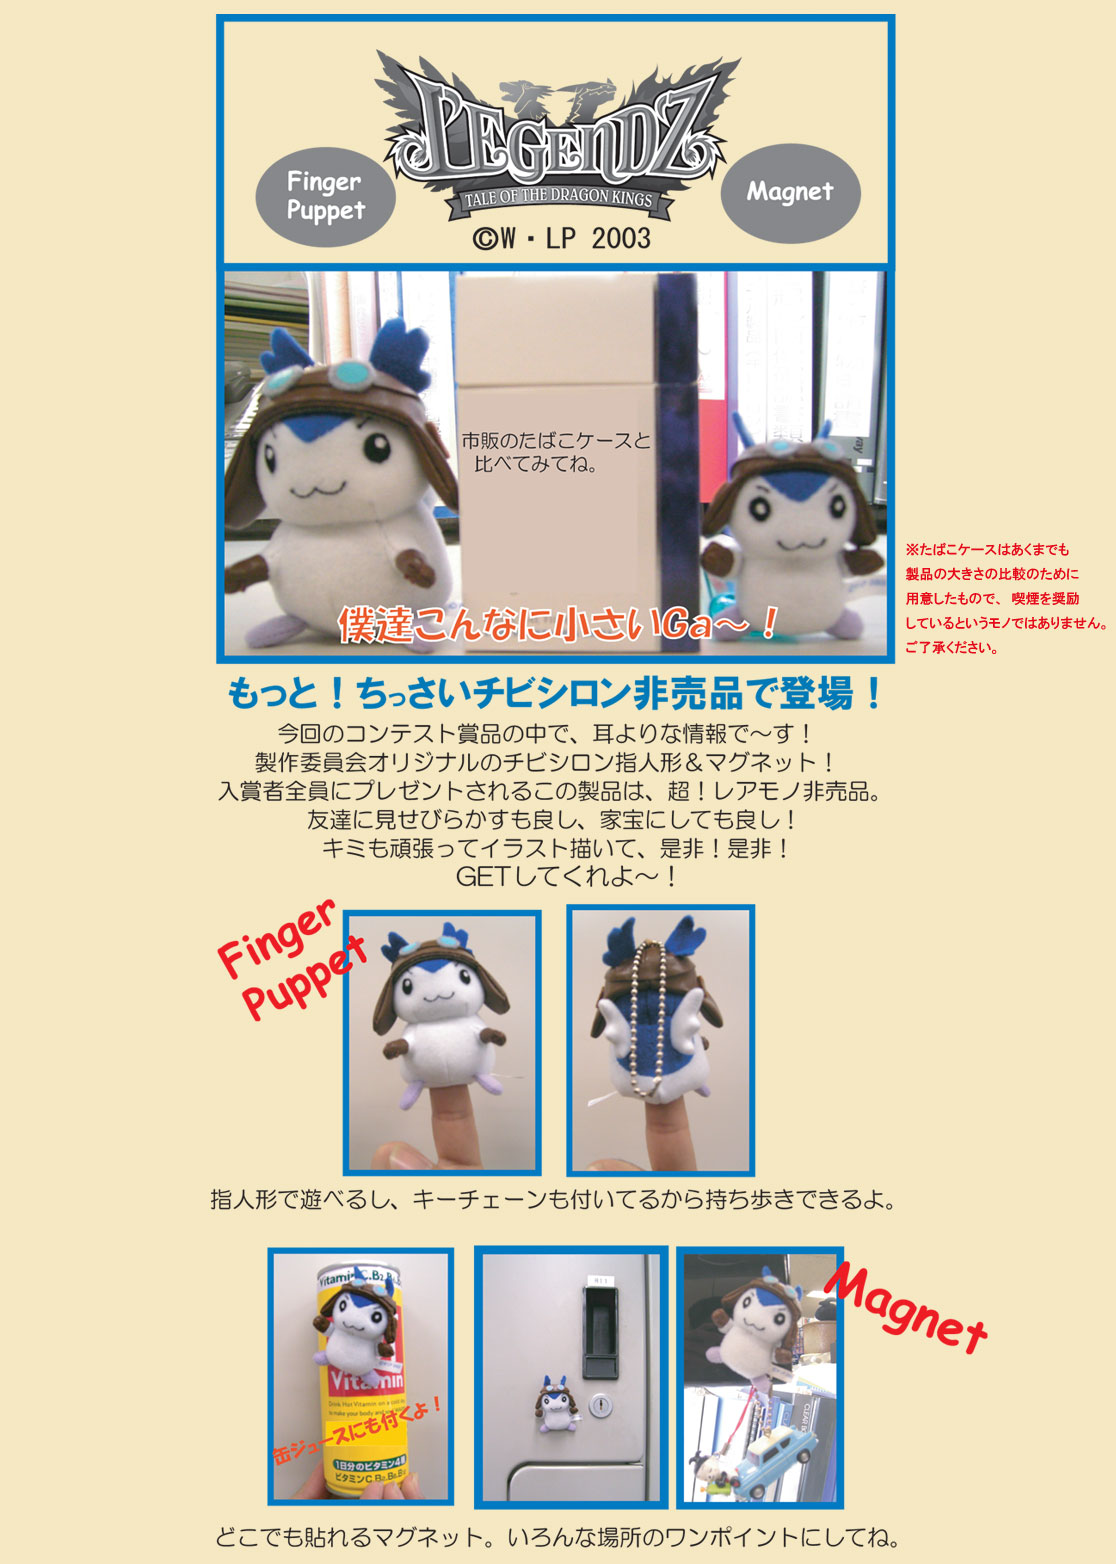 LEGENDZ
TALE OF THE DRAGON KINGS
Finger
Puppet
Magnet
©W・LP 2003
市販のたばこケースと
比べてみてね。
僕達こんなに小さいGa～！
※たばこケースはあくまでも
製品の大きさの比較のために
用意したもので、喫煙を奨励
しているというモノではありません。
ご了承ください。
もっと！ちっさいチビシロン非売品で登場！
今回のコンテスト賞品の中で、耳よりな情報で～す！
製作委員会オリジナルのチビシロン指人形＆マグネット！
入賞者全員にプレゼントされるこの製品は、超！レアモノ非売品。
友達に見せびらかすも良し、家宝にしても良し！
キミも頑張ってイラスト描いて、是非！是非！
GETしてくれよ～！
Finger
Puppet
指人形で遊べるし、キーチェーンも付いてるから持ち歩きできるよ。
Vitamin C.B2.B6
Vitamin
Drink Hot Vitamin on a cold day
to make your body and
缶ジュースにも付くよ！
1日分のビタミン4種
ビタミンC.B2.B6
Magnet
どこでも貼れるマグネット。いろんな場所のワンポイントにしてね。